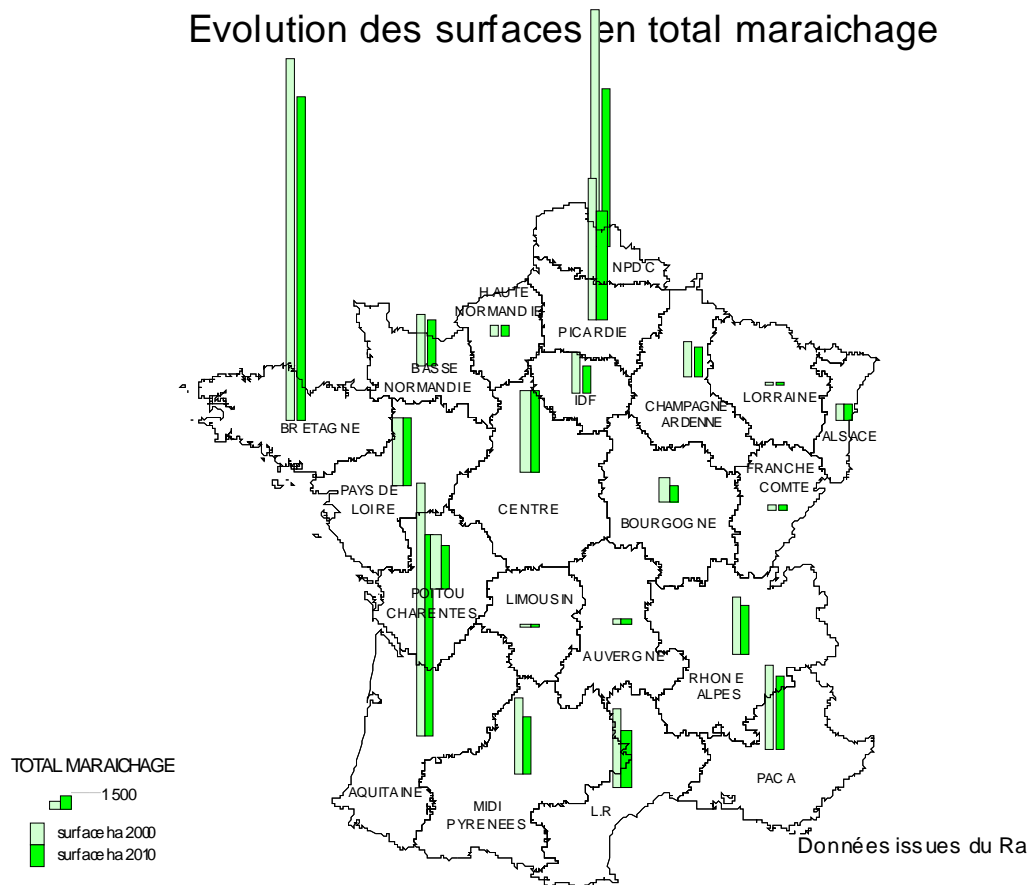 Evolution des surfaces en total maraichage
NPDC
HAUTE
NORMANDIE
PICARDIE
BASSE
NORMANDIE
IDF
CHAMPAGNE
ARDENNE
LORRAINE
ALSACE
BRETAGNE
PAYS DE
LOIRE
CENTRE
BOURGOGNE
FRANCHE
COMTE
POITOU
CHARENTES
LIMOUSIN
AUVERGNE
RHONE
ALPES
AQUITAINE
MIDI
PYRENEES
L.R
PACA
TOTAL MARAICHAGE
1 500
surface ha 2000
surface ha 2010
Données issues du Ra